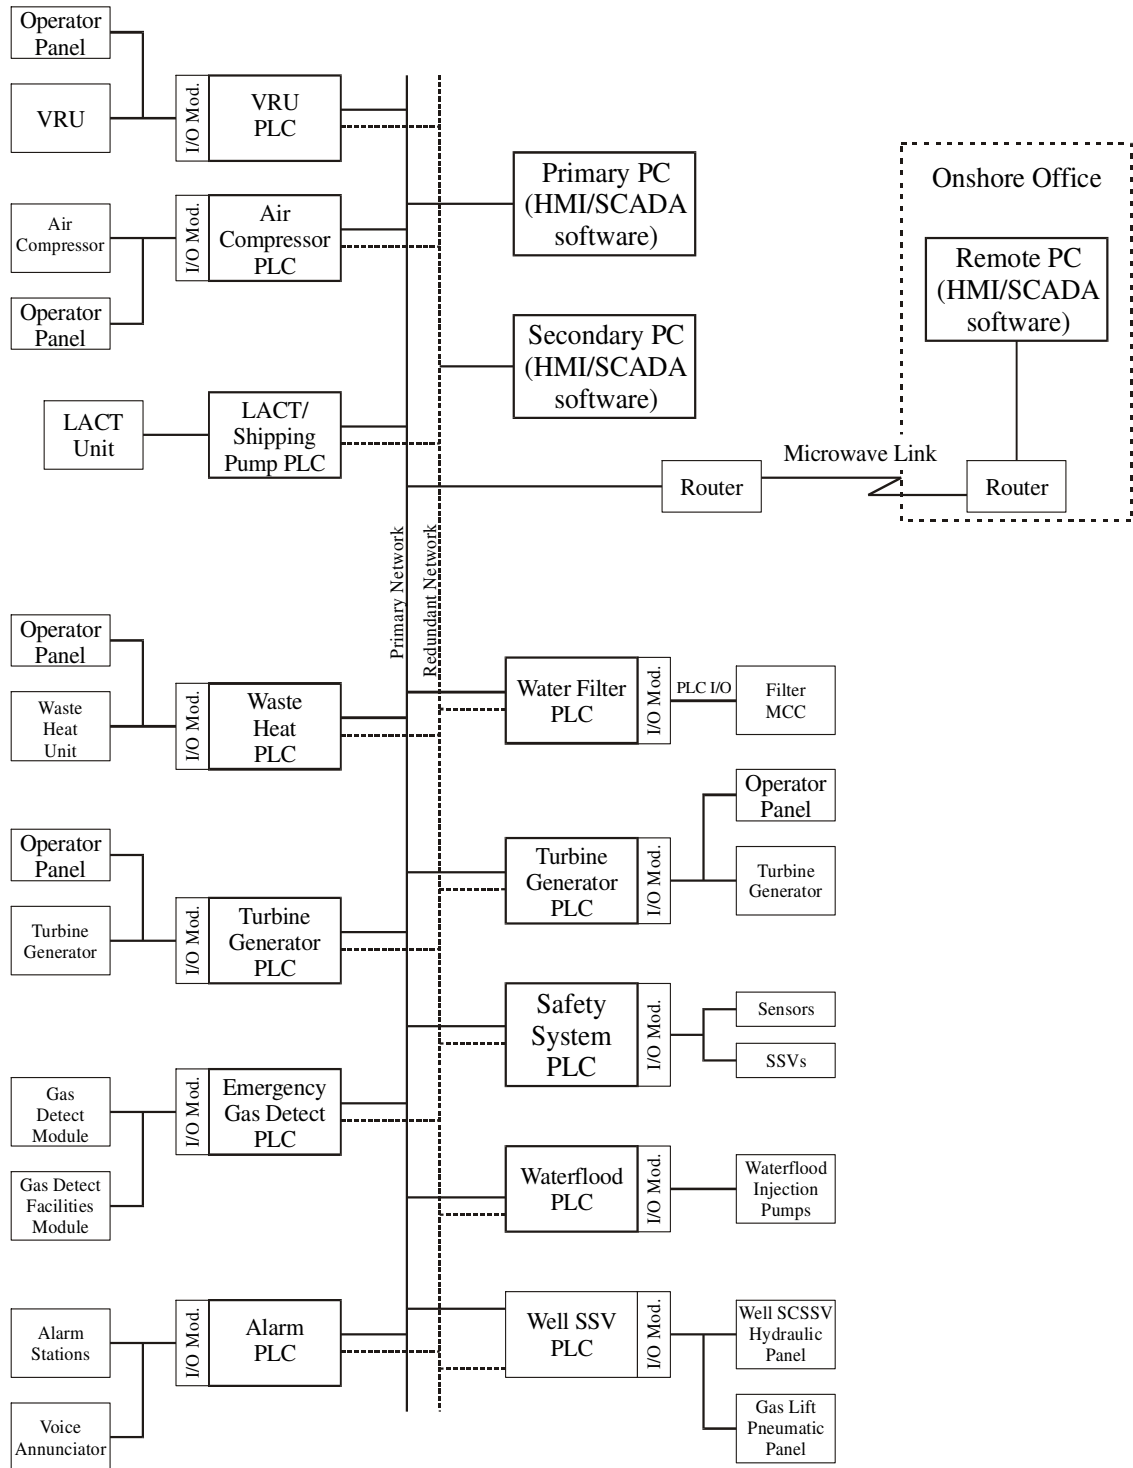 Operator
Panel
VRU
I/O Mod.
VRU
PLC
Air
Compressor
Operator
Panel
I/O Mod.
Air
Compressor
PLC
LACT
Unit
LACT/
Shipping
Pump PLC
Primary PC
(HMI/SCADA
software)
Secondary PC
(HMI/SCADA
software)
Onshore Office
Remote PC
(HMI/SCADA
software)
Microwave Link
Router
Router
Primary Network
Redundant Network
Operator
Panel
Waste
Heat
Unit
I/O Mod.
Waste
Heat
PLC
Water Filter
PLC
I/O Mod.
PLC I/O
Filter
MCC
Operator
Panel
Turbine
Generator
I/O Mod.
Turbine
Generator
PLC
Turbine
Generator
PLC
I/O Mod.
Operator
Panel
Turbine
Generator
Safety
System
PLC
I/O Mod.
Sensors
SSVs
Gas
Detect
Module
Gas Detect
Facilities
Module
I/O Mod.
Emergency
Gas Detect
PLC
Waterflood
PLC
I/O Mod.
Waterflood
Injection
Pumps
Alarm
Stations
Voice
Annunciator
I/O Mod.
Alarm
PLC
Well SSV
PLC
I/O Mod.
Well SCSSV
Hydraulic
Panel
Gas Lift
Pneumatic
Panel